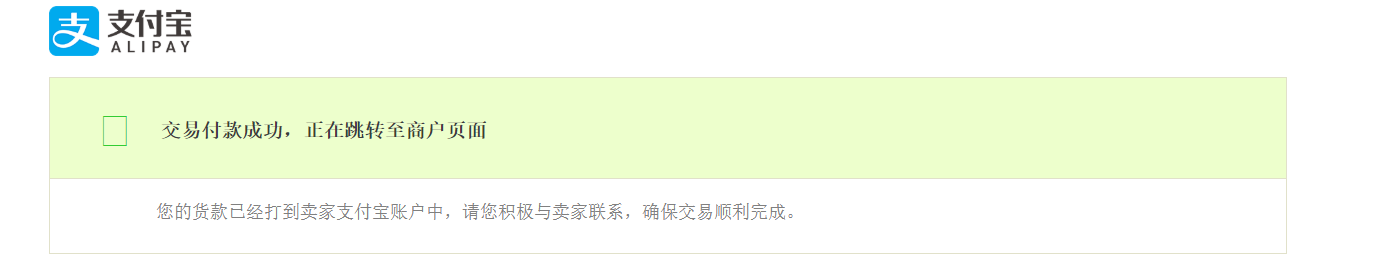 支付宝
ALIPAY
交易付款成功，正在跳转至商户页面
您的货款已经打到卖家支付宝账户中，请您积极与卖家联系，确保交易顺利完成。